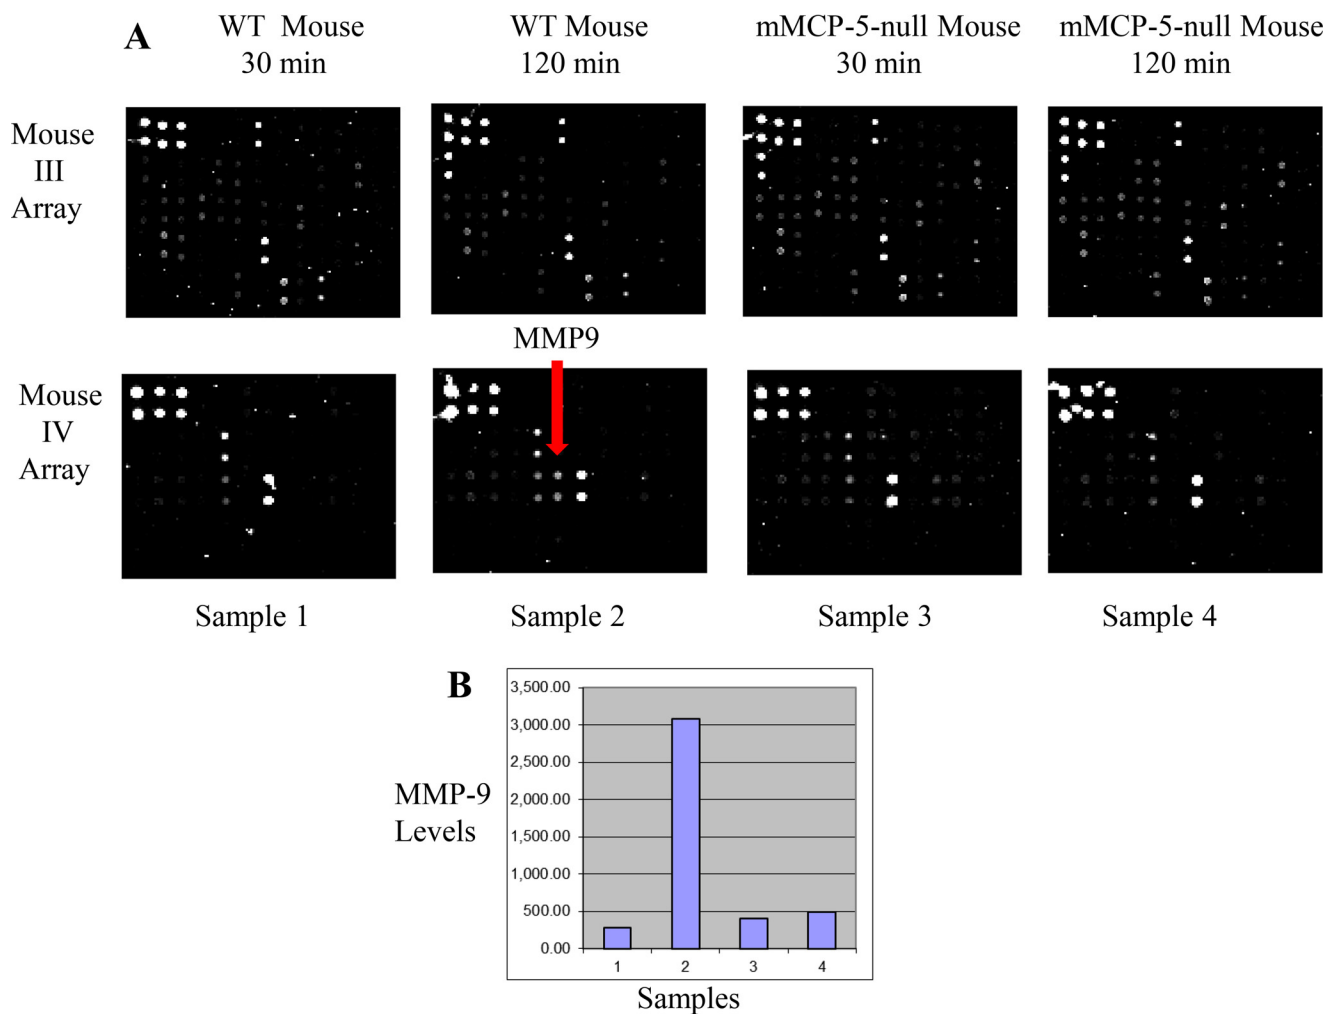 A
WT Mouse
30 min
WT Mouse
120 min
mMCP-5-null Mouse
30 min
mMCP-5-null Mouse
120 min
Mouse
III
Array
MMP9
Mouse
IV
Array
Sample 1
Sample 2
Sample 3
Sample 4
B
3,500.00
3,000.00
2,500.00
2,000.00
1,500.00
1,000.00
500.00
0.00
MMP-9
Levels
1
2
3
4
Samples